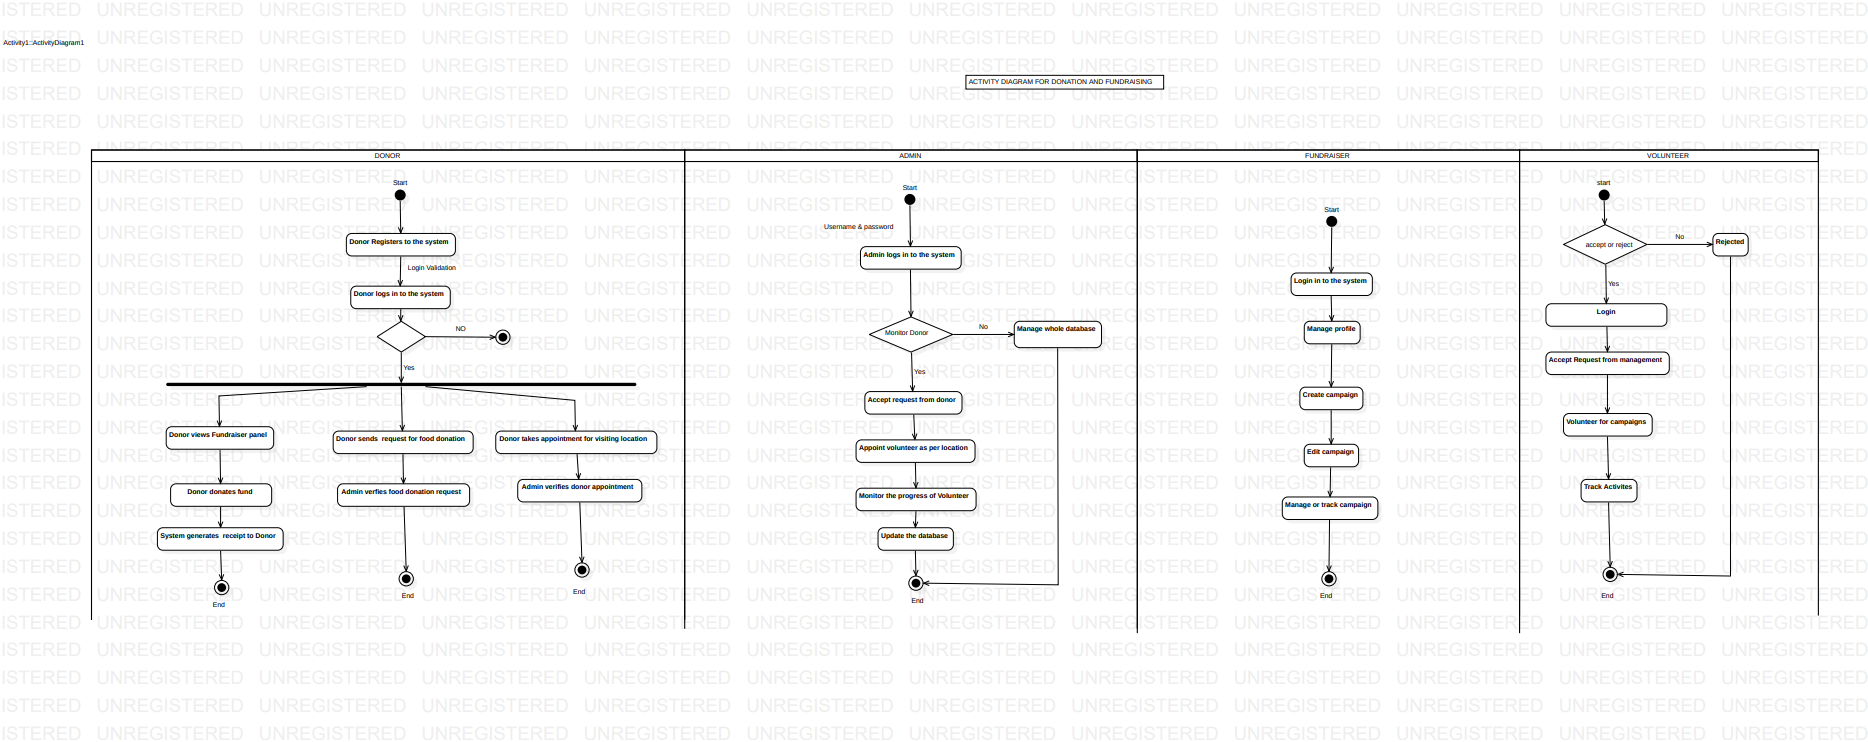 Activity1::ActivityDiagram1
ACTIVITY DIAGRAM FOR DONATION AND FUNDRAISING
DONOR
Start
Donor Registers to the system
Login Validation
Donor logs in to the system
NO
Yes
Donor views Fundraiser panel
Donor sends request for food donation
Donor takes appointment for visiting location
Donor donates fund
Admin verfies food donation request
Admin verifies donor appointment
System generates receipt to Donor
End
End
End
ADMIN
Start
Username & password
Admin logs in to the system
Monitor Donor
No
Manage whole database
Yes
Accept request from donor
Appoint volunteer as per location
Monitor the progress of Volunteer
Update the database
End
FUNDRAISER
Start
Login in to the system
Manage profile
Create campaign
Edit campaign
Manage or track campaign
End
VOLUNTEER
start
accept or reject
No
Rejected
Yes
Login
Accept Request from management
Volunteer for campaigns
Track Activites
End
UNREGISTERED